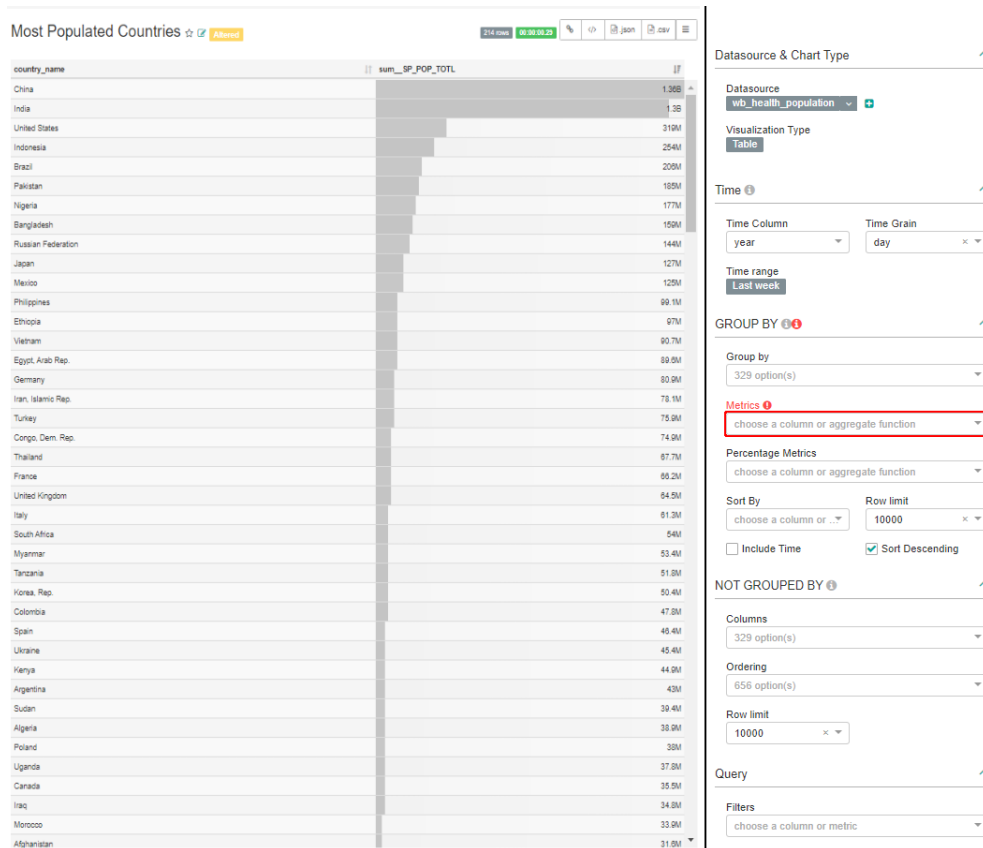 Most Populated Countries Altered
214 rows 00:00:00.29 .json .csv
country_name sum__SP_POP_TOTL
China 1.36B
India 1.3B
United States 319M
Indonesia 254M
Brazil 206M
Pakistan 185M
Nigeria 177M
Bangladesh 159M
Russian Federation 144M
Japan 127M
Mexico 125M
Philippines 99.1M
Ethiopia 97M
Vietnam 90.7M
Egypt, Arab Rep. 89.6M
Germany 80.9M
Iran, Islamic Rep. 78.1M
Turkey 75.9M
Congo, Dem. Rep. 74.9M
Thailand 67.7M
France 66.2M
United Kingdom 64.5M
Italy 61.3M
South Africa 54M
Myanmar 53.4M
Tanzania 51.8M
Korea, Rep. 50.4M
Colombia 47.8M
Spain 46.4M
Ukraine 45.4M
Kenya 44.9M
Argentina 43M
Sudan 39.4M
Algeria 38.9M
Poland 38M
Uganda 37.8M
Canada 35.5M
Iraq 34.8M
Morocco 33.9M
Afghanistan 31.6M
Datasource & Chart Type
Datasource
wb_health_population
Visualization Type
Table
Time
Time Column Time Grain
year day
Time range
Last week
GROUP BY
Group by
329 option(s)
Metrics
choose a column or aggregate function
Percentage Metrics
choose a column or aggregate function
Sort By Row limit
choose a column or ... 10000
Include Time Sort Descending
NOT GROUPED BY
Columns
329 option(s)
Ordering
656 option(s)
Row limit
10000
Query
Filters
choose a column or metric